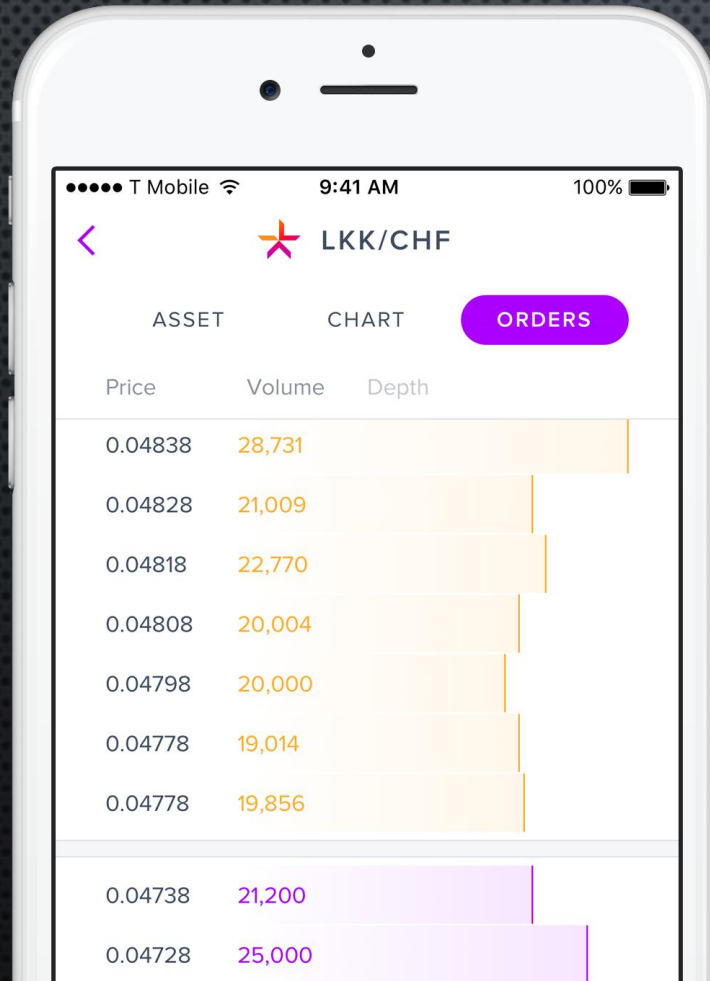 ●●●●● T Mobile 9:41 AM 100%
LKK/CHF
ASSET CHART ORDERS
Price Volume Depth
0.04838 28,731
0.04828 21,009
0.04818 22,770
0.04808 20,004
0.04798 20,000
0.04778 19,014
0.04778 19,856
0.04738 21,200
0.04728 25,000